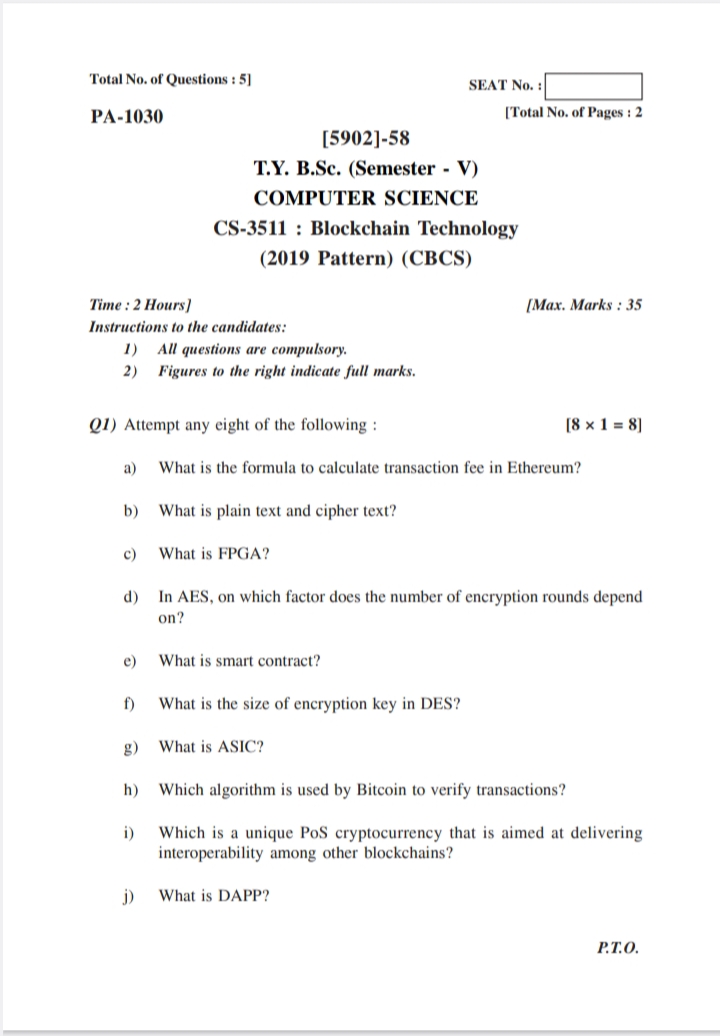 Total No. of Questions : 5]
SEAT No. :
PA-1030
[Total No. of Pages : 2
[5902]-58
T.Y. B.Sc. (Semester - V)
COMPUTER SCIENCE
CS-3511 : Blockchain Technology
(2019 Pattern) (CBCS)
Time : 2 Hours]
[Max. Marks : 35
Instructions to the candidates:
1) All questions are compulsory.
2) Figures to the right indicate full marks.
Q1) Attempt any eight of the following : [8 × 1 = 8]
a) What is the formula to calculate transaction fee in Ethereum?
b) What is plain text and cipher text?
c) What is FPGA?
d) In AES, on which factor does the number of encryption rounds depend
on?
e) What is smart contract?
f) What is the size of encryption key in DES?
g) What is ASIC?
h) Which algorithm is used by Bitcoin to verify transactions?
i) Which is a unique PoS cryptocurrency that is aimed at delivering
interoperability among other blockchains?
j) What is DAPP?
P.T.O.